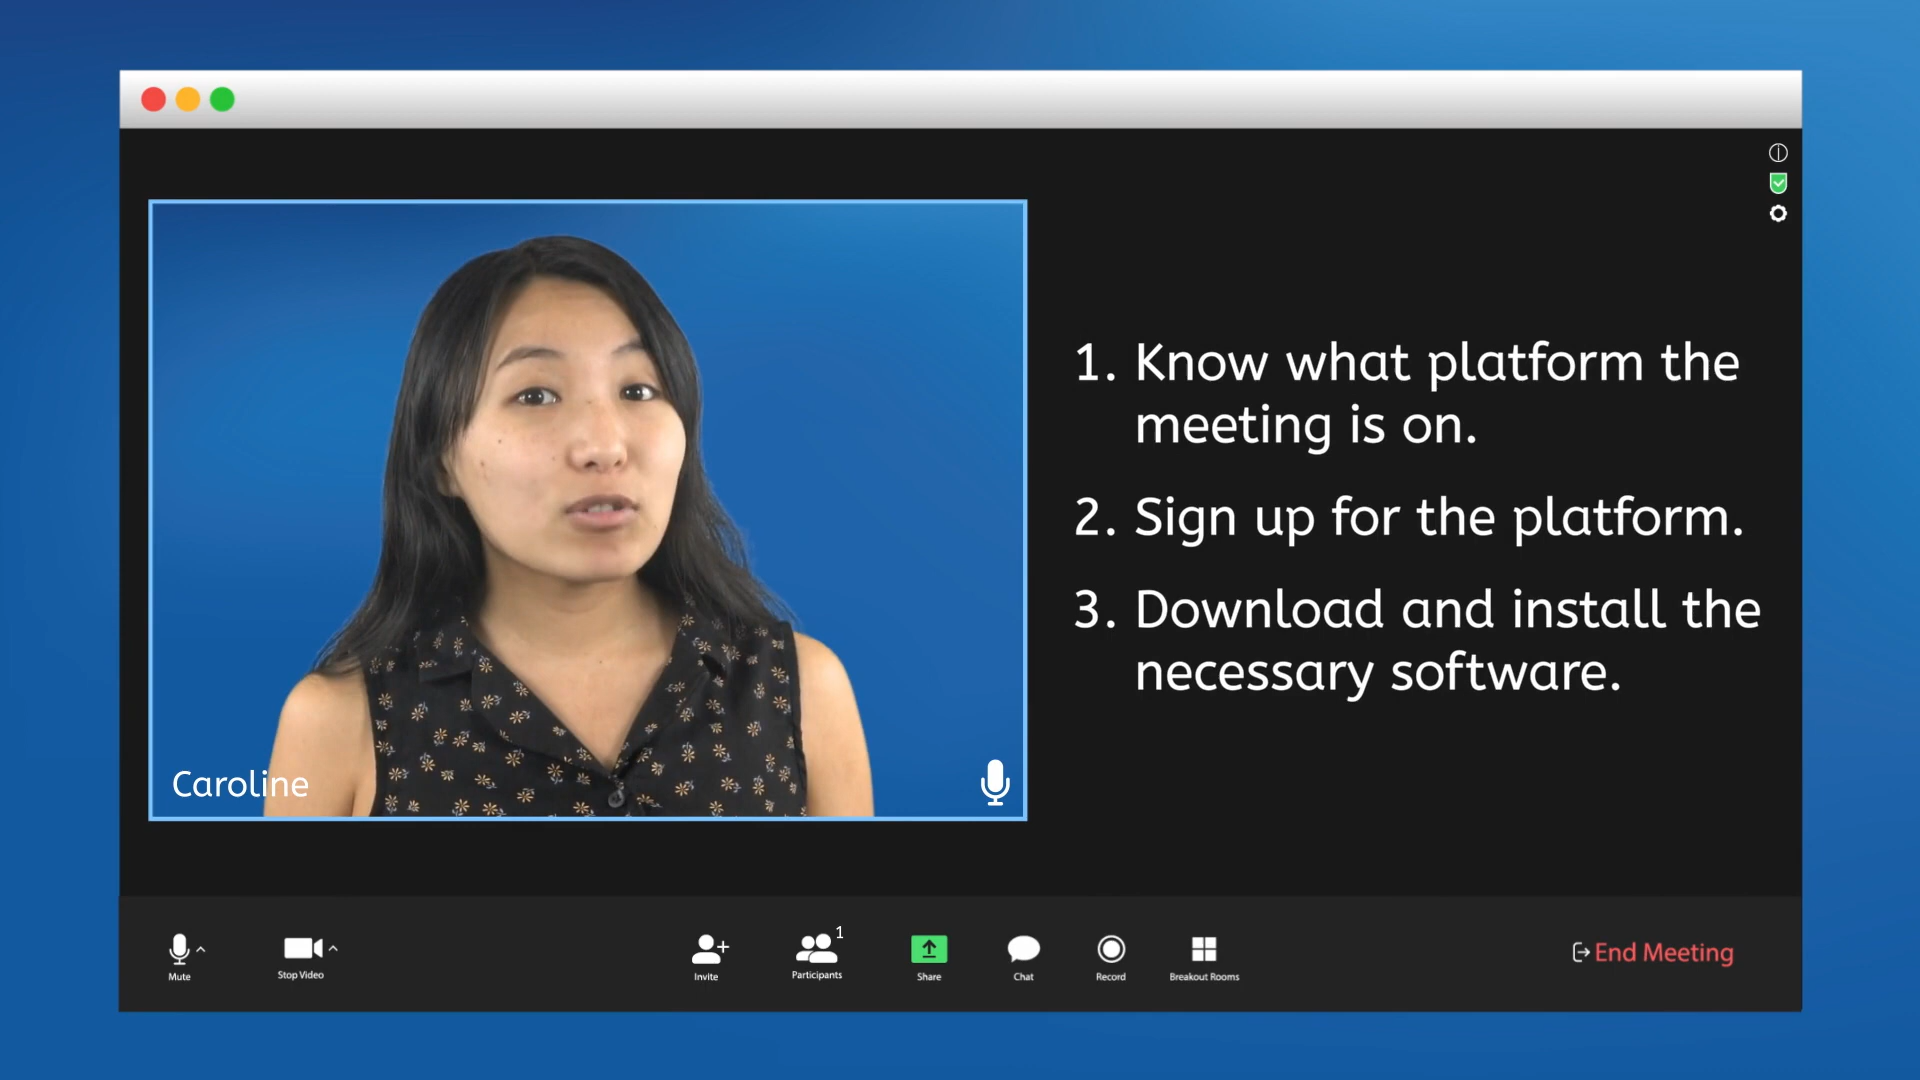 1. Know what platform the
meeting is on.
2. Sign up for the platform.
3. Download and install the
necessary software.
Caroline
Mute
Stop Video
Invite
1
Participants
Share
Chat
Record
Breakout Rooms
End Meeting